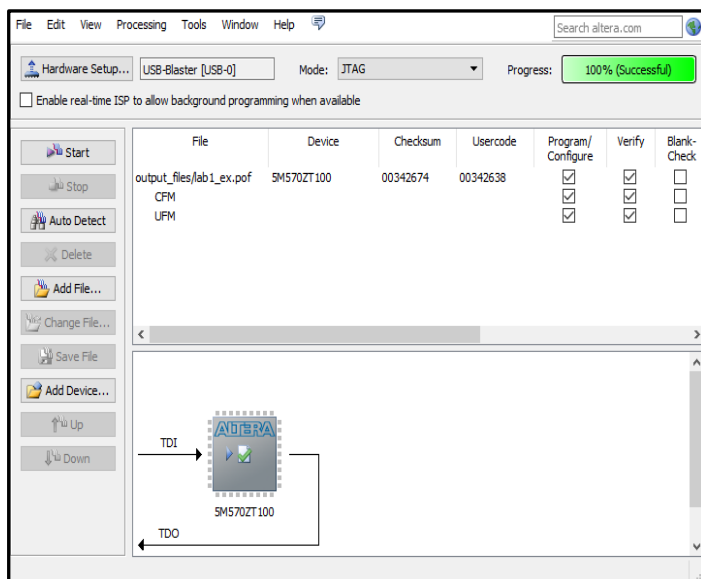 File Edit View Processing Tools Window Help Search altera.com
Hardware Setup... USB-Blaster [USB-0] Mode: JTAG Progress: 100% (Successful)
Enable real-time ISP to allow background programming when available
Start
Stop
Auto Detect
Delete
Add File...
Change File...
Save File
Add Device...
Up
Down
File Device Checksum Usercode Program/ Verify Blank-
Configure Check
output_files/lab1_ex.pof 5M570ZT100 00342674 00342638
CFM
UFM
ALTERA
TDI
5M570ZT100
TDO